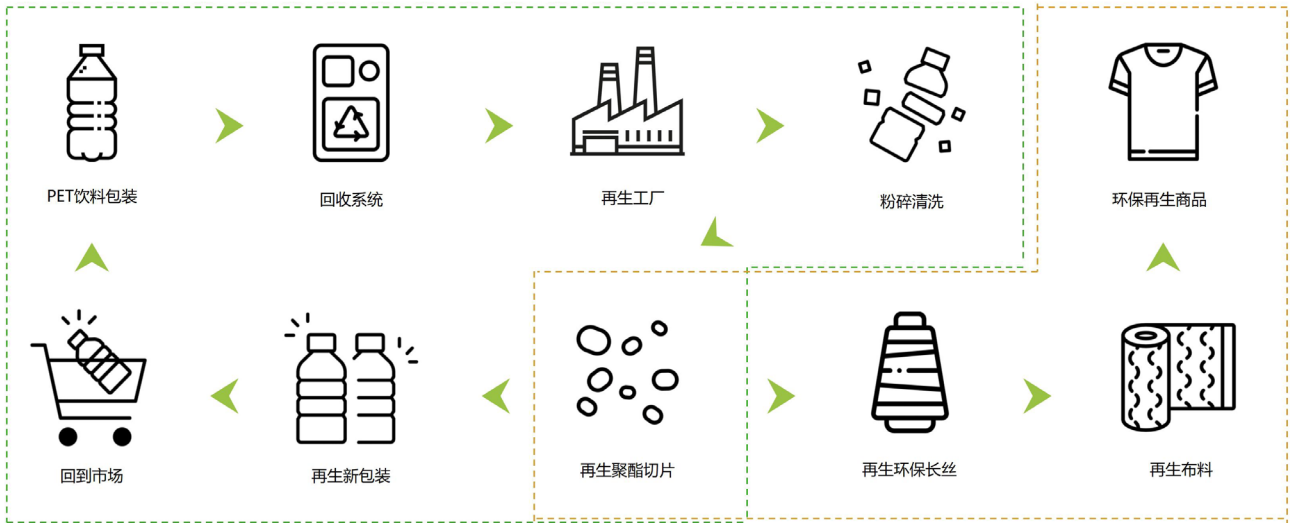 PET饮料包装
回收系统
再生工厂
粉碎清洗
环保再生商品
回到市场
再生新包装
再生聚酯切片
再生环保长丝
再生布料